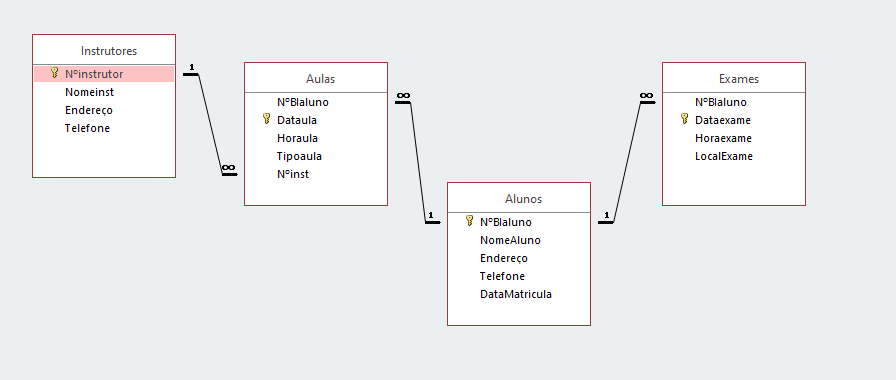 Instrutores
NºInstrutor
Nomeinst
Endereço
Telefone
1
∞
Aulas
NºBIaluno
Dataula
Horaula
Tipoaula
Nºinst
∞
1
Alunos
NºBIaluno
NomeAluno
Endereço
Telefone
DataMatricula
1
∞
Exames
NºBIaluno
Dataexame
Horaexame
LocalExame